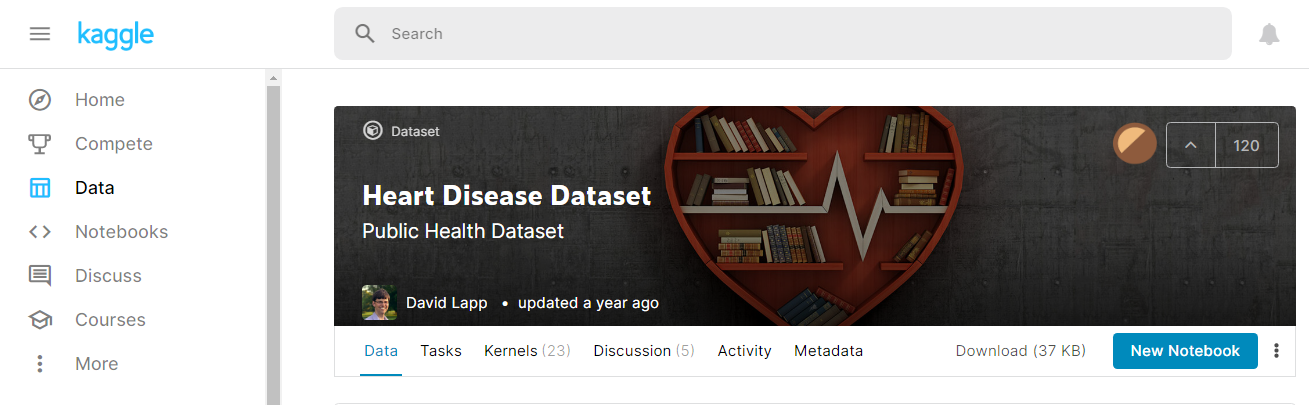 kaggle
Search
Home
Compete
Data
Notebooks
Discuss
Courses
More
Dataset
120
Heart Disease Dataset
Public Health Dataset
David Lapp • updated a year ago
Data Tasks Kernels (23) Discussion (5) Activity Metadata Download (37 KB) New Notebook